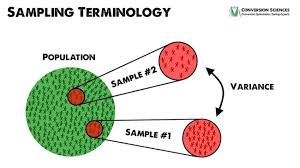 SAMPLING TERMINOLOGY
CONVERSION SCIENCES
POPULATION
SAMPLE #2
VARIANCE
SAMPLE #1